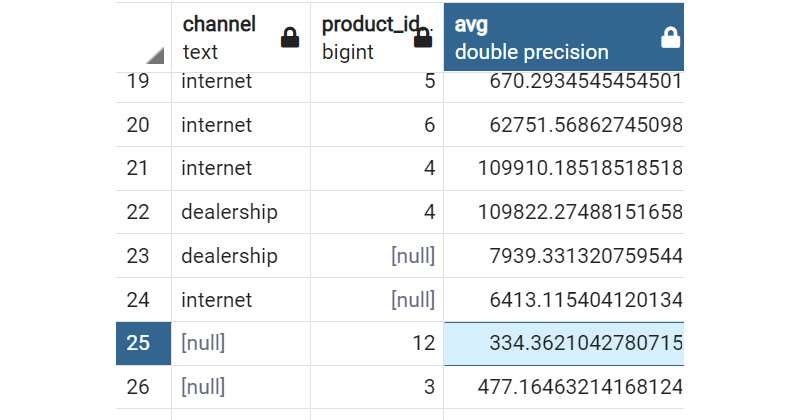 channel product_id.. avg
text bigint double precision
19 internet 5 670.2934545454501
20 internet 6 62751.56862745098
21 internet 4 109910.18518518518
22 dealership 4 109822.27488151658
23 dealership [null] 7939.331320759544
24 internet [null] 6413.115404120134
25 [null] 12 334.3621042780715
26 [null] 3 477.16463214168124